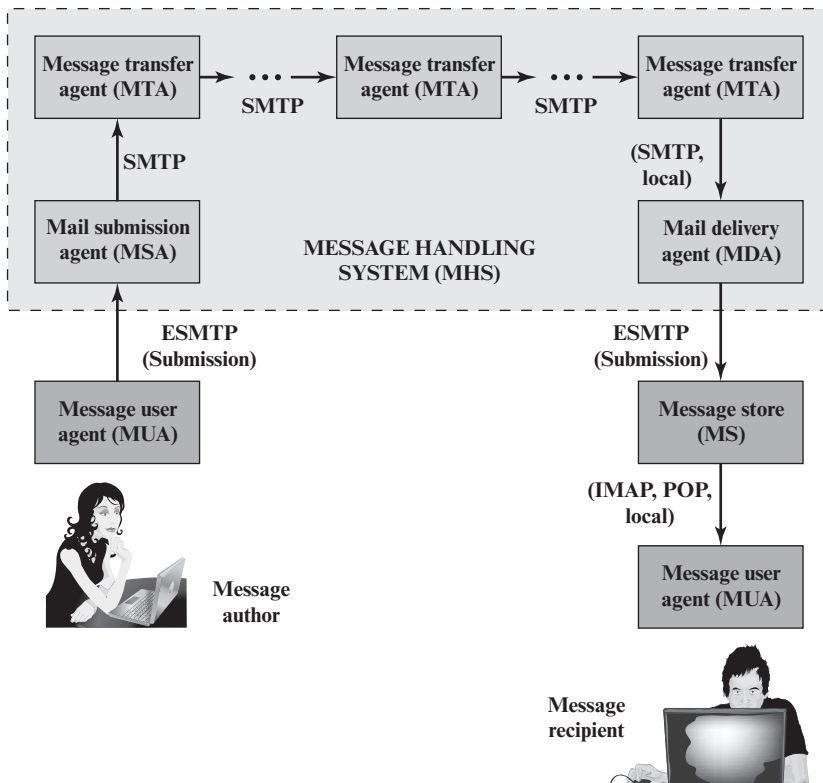 Message transfer
agent (MTA)
SMTP
Message transfer
agent (MTA)
SMTP
Message transfer
agent (MTA)
SMTP
(SMTP,
local)
Mail submission
agent (MSA)
MESSAGE HANDLING
SYSTEM (MHS)
Mail delivery
agent (MDA)
ESMTP
(Submission)
ESMTP
(Submission)
Message user
agent (MUA)
Message store
(MS)
(IMAP, POP,
local)
Message
author
Message user
agent (MUA)
Message
recipient